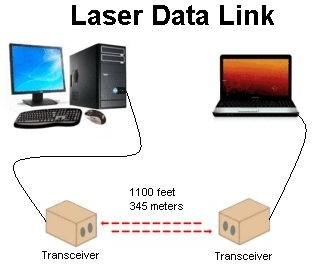 Laser Data Link
1100 feet
345 meters
Transceiver
Transceiver